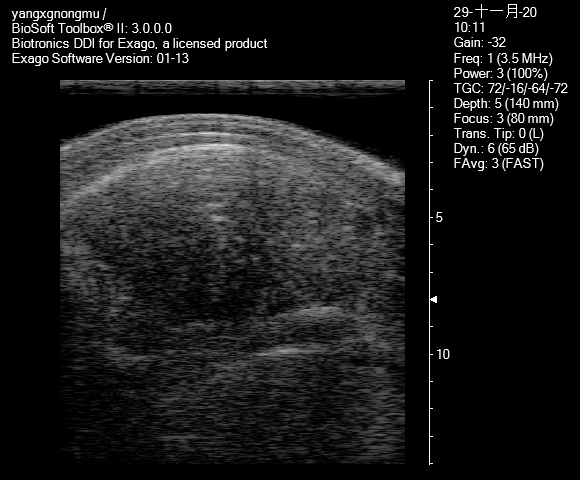 yangxgnongmu /
BioSoft Toolbox® II: 3.0.0.0
Biotronics DDI for Exago, a licensed product
Exago Software Version: 01-13
29-十一月-20
10:11
Gain: -32
Freq: 1 (3.5 MHz)
Power: 3 (100%)
TGC: 72/-16/-64/-72
Depth: 5 (140 mm)
Focus: 3 (80 mm)
Trans. Tip: 0 (L)
Dyn.: 6 (65 dB)
FAvg: 3 (FAST)
5
10